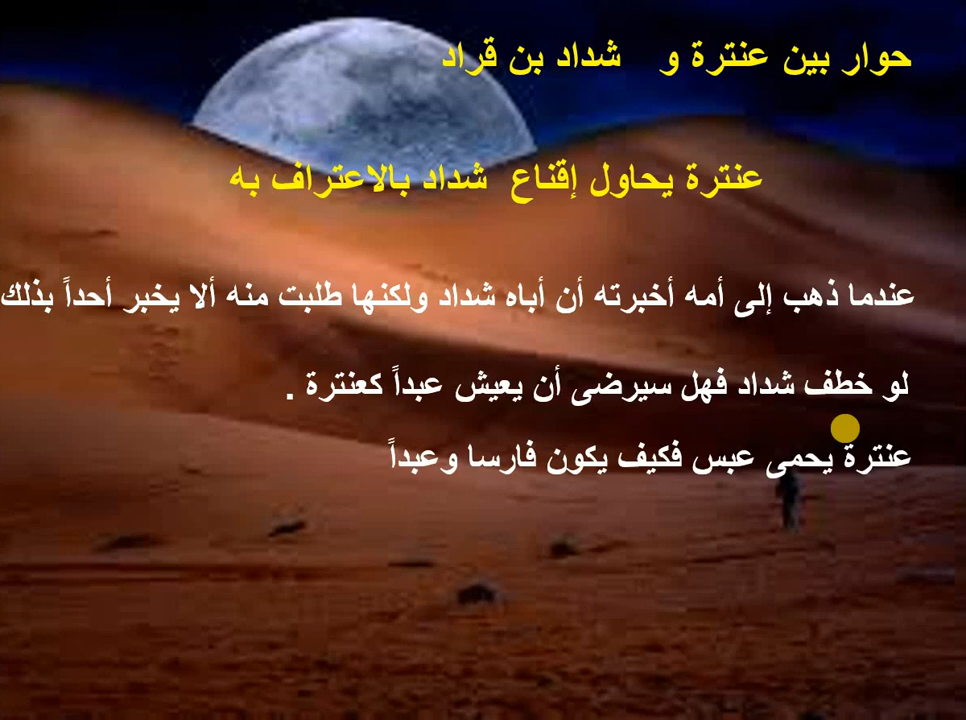 حوار بين عنترة و شداد بن قراد
عنترة يحاول إقناع شداد بالاعتراف به
عندما ذهب إلى أمه أخبرته أن أباه شداد ولكنها طلبت منه ألا يخبر أحداً بذلك
لو خطف شداد فهل سيرضى أن يعيش عبداً كعنترة .
عنترة يحمى عبس فكيف يكون فارسا وعبداً